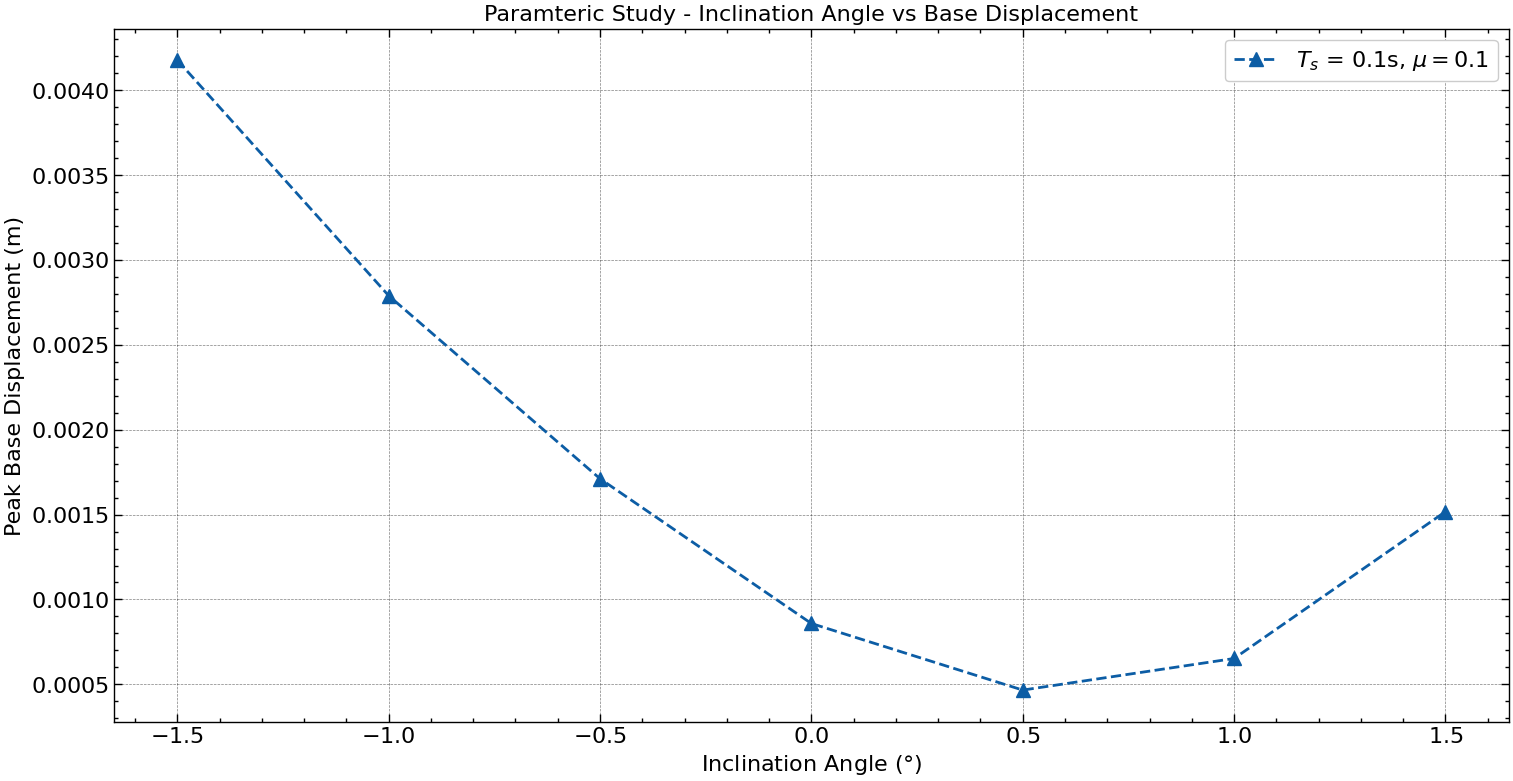 Paramteric Study - Inclination Angle vs Base Displacement
T_s = 0.1s, μ = 0.1
Peak Base Displacement (m)
0.0040
0.0035
0.0030
0.0025
0.0020
0.0015
0.0010
0.0005
−1.5 −1.0 −0.5 0.0 0.5 1.0 1.5
Inclination Angle (°)